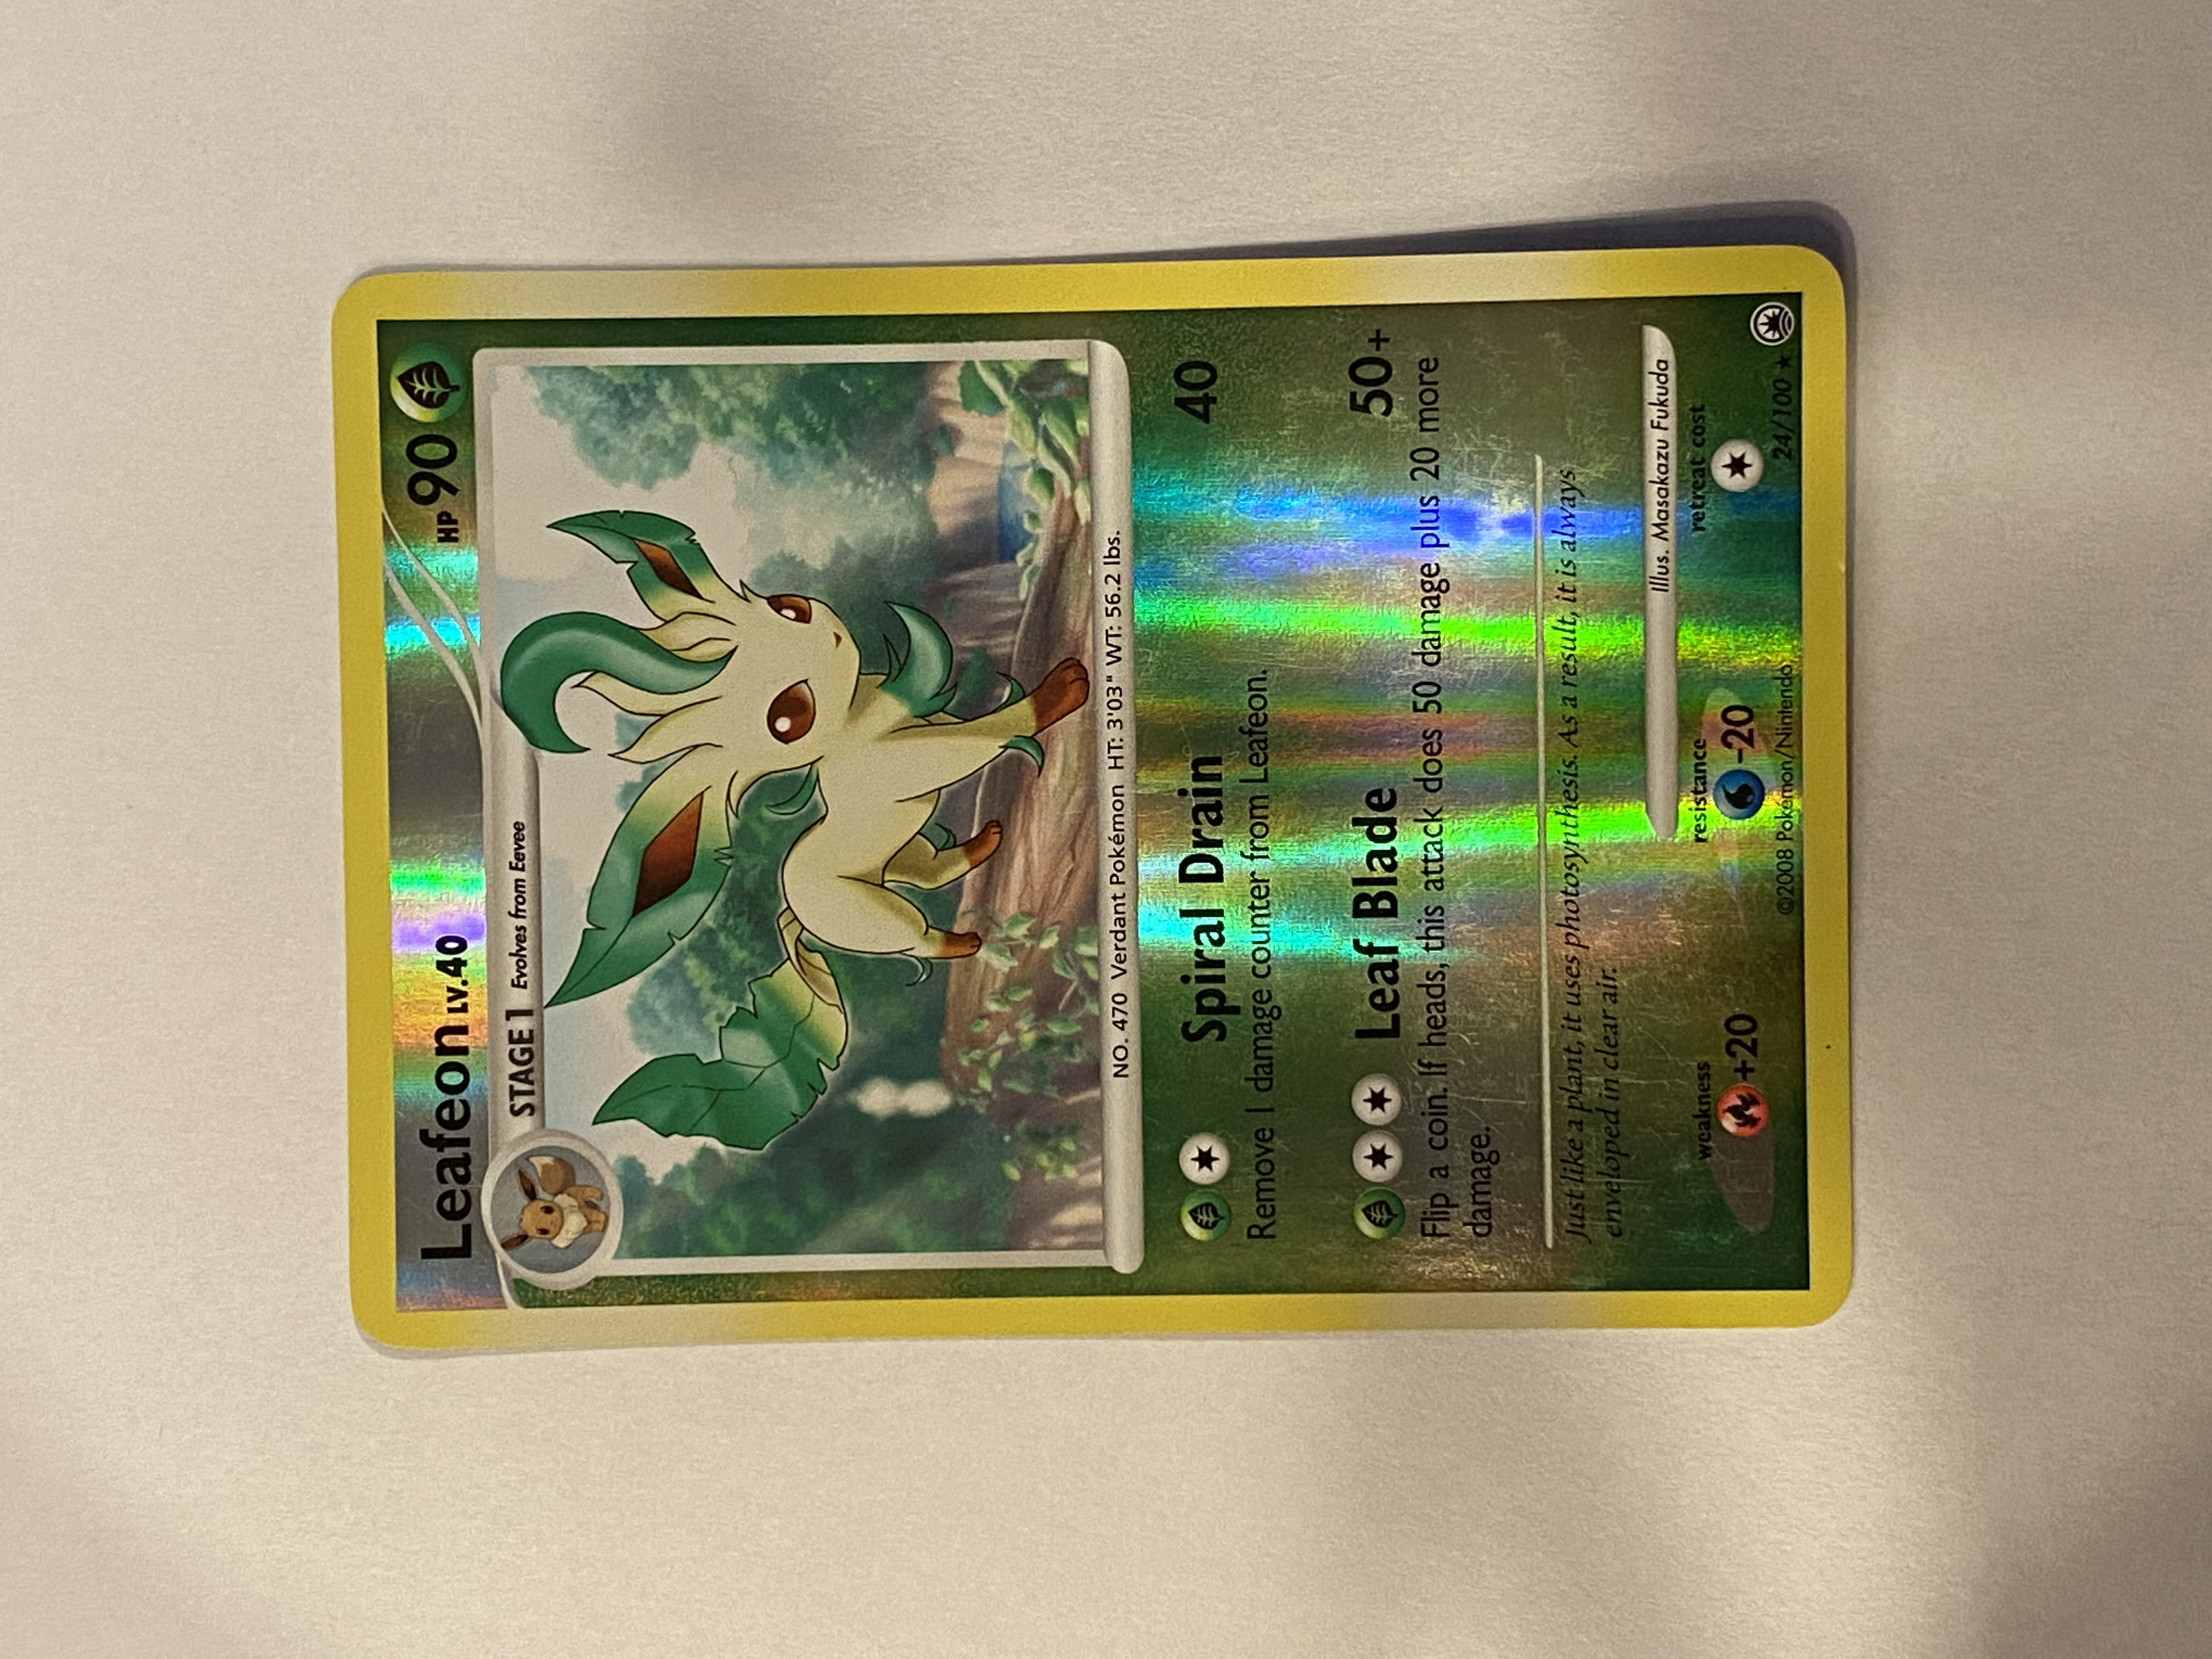 Leafeon LV.40 HP 90
STAGE 1 Evolves from Eevee
NO. 470 Verdant Pokémon HT: 3'03" WT: 56.2 lbs.
Spiral Drain 40
Remove 1 damage counter from Leafeon.
Leaf Blade 50+
Flip a coin. If heads, this attack does 50 damage plus 20 more
damage.
Just like a plant, it uses photosynthesis. As a result, it is always
enveloped in clear air.
Illus. Masakazu Fukuda
weakness resistance retreat cost
+20 -20
©2008 Pokémon/Nintendo 24/100 ★